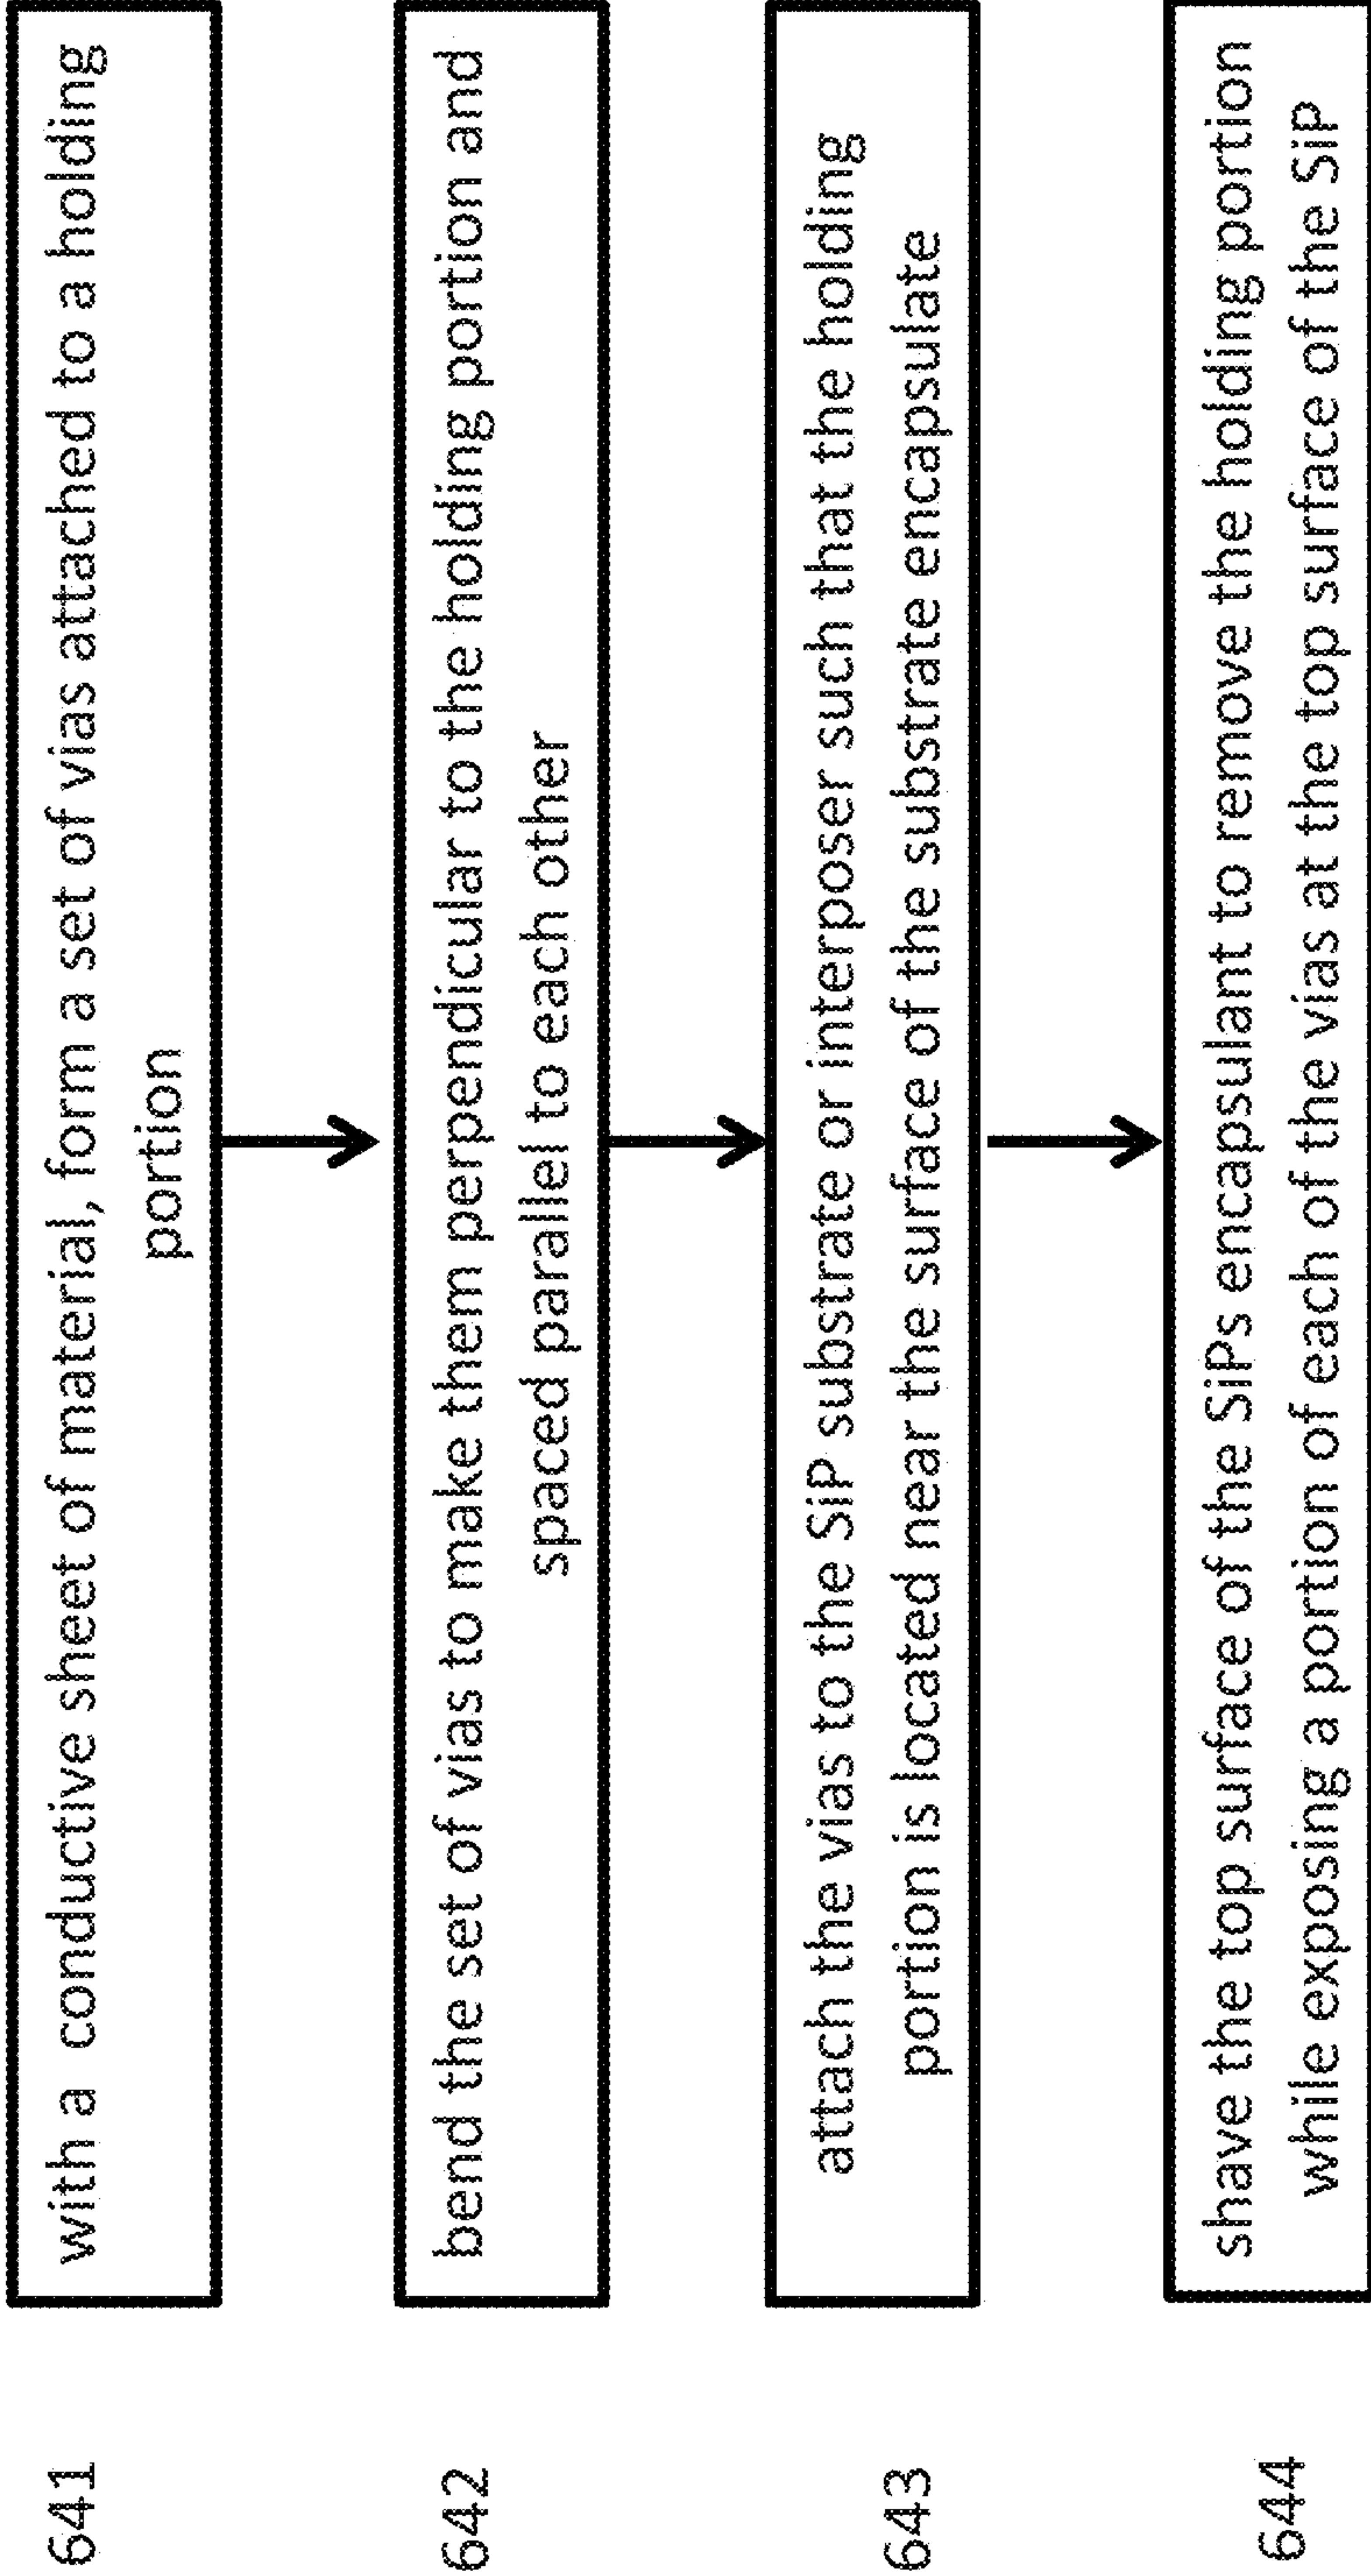 641
with a conductive sheet of material, form a set of vias attached to a holding
portion
642
bend the set of vias to make them perpendicular to the holding portion and
spaced parallel to each other
643
attach the vias to the SiP substrate or interposer such that the holding
portion is located near the surface of the substrate encapsulate
644
shave the top surface of the SiPs encapsulant to remove the holding portion
while exposing a portion of each of the vias at the top surface of the SiP